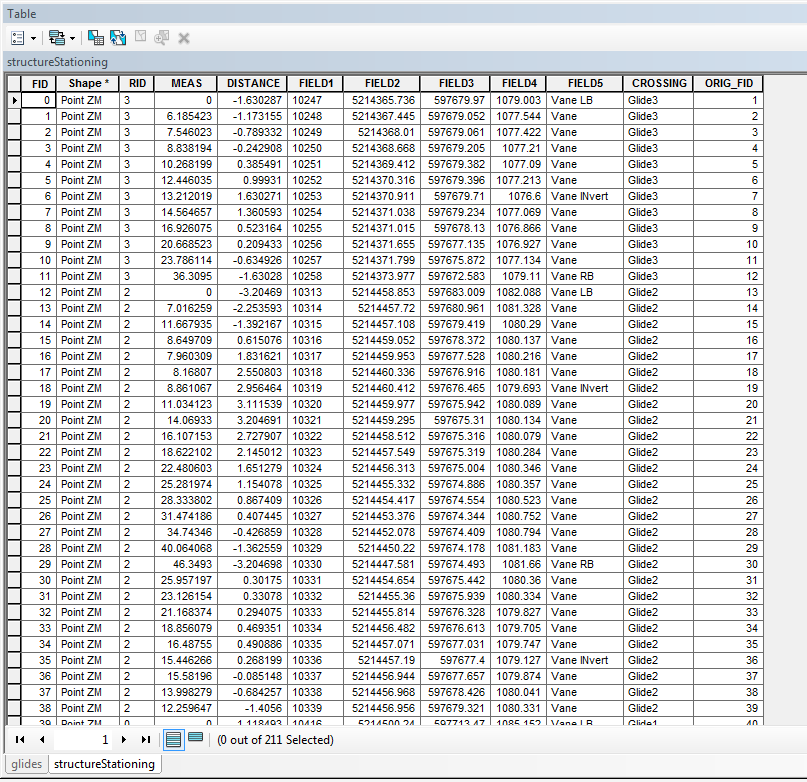 Table
structureStationing
FID Shape * RID MEAS DISTANCE FIELD1 FIELD2 FIELD3 FIELD4 FIELD5 CROSSING ORIG_FID
0 Point ZM 3 0 -1.630287 10247 5214365.736 597679.97 1079.003 Vane LB Glide3 1
1 Point ZM 3 6.185423 -1.173155 10248 5214367.445 597679.052 1077.544 Vane Glide3 2
2 Point ZM 3 7.546023 -0.789332 10249 5214368.01 597679.061 1077.422 Vane Glide3 3
3 Point ZM 3 8.838194 -0.242908 10250 5214368.668 597679.205 1077.21 Vane Glide3 4
4 Point ZM 3 10.268199 0.385491 10251 5214369.412 597679.382 1077.09 Vane Glide3 5
5 Point ZM 3 12.446035 0.99931 10252 5214370.316 597679.396 1077.213 Vane Glide3 6
6 Point ZM 3 13.212019 1.630271 10253 5214370.911 597679.71 1076.6 Vane INvert Glide3 7
7 Point ZM 3 14.564657 1.360593 10254 5214371.038 597679.234 1077.069 Vane Glide3 8
8 Point ZM 3 16.926075 0.523164 10255 5214371.015 597678.13 1076.866 Vane Glide3 9
9 Point ZM 3 20.668523 0.209433 10256 5214371.655 597677.135 1076.927 Vane Glide3 10
10 Point ZM 3 23.786114 -0.634926 10257 5214371.799 597675.872 1077.134 Vane Glide3 11
11 Point ZM 3 36.3095 -1.63028 10258 5214373.977 597672.583 1079.11 Vane RB Glide3 12
12 Point ZM 2 0 -3.20469 10313 5214458.853 597683.009 1082.088 Vane LB Glide2 13
13 Point ZM 2 7.016259 -2.253593 10314 5214457.72 597680.961 1081.328 Vane Glide2 14
14 Point ZM 2 11.667935 -1.392167 10315 5214457.108 597679.419 1080.29 Vane Glide2 15
15 Point ZM 2 8.649709 0.615076 10316 5214459.052 597678.372 1080.137 Vane Glide2 16
16 Point ZM 2 7.960309 1.831621 10317 5214459.953 597677.528 1080.216 Vane Glide2 17
17 Point ZM 2 8.16807 2.550803 10318 5214460.336 597676.916 1080.181 Vane Glide2 18
18 Point ZM 2 8.861067 2.956464 10319 5214460.412 597676.465 1079.693 Vane INvert Glide2 19
19 Point ZM 2 11.034123 3.111539 10320 5214459.977 597675.942 1080.089 Vane Glide2 20
20 Point ZM 2 14.06933 3.204691 10321 5214459.295 597675.31 1080.134 Vane Glide2 21
21 Point ZM 2 16.107153 2.727907 10322 5214458.512 597675.316 1080.079 Vane Glide2 22
22 Point ZM 2 18.622102 2.145012 10323 5214457.549 597675.319 1080.284 Vane Glide2 23
23 Point ZM 2 22.480603 1.651279 10324 5214456.313 597675.004 1080.346 Vane Glide2 24
24 Point ZM 2 25.281974 1.154078 10325 5214455.332 597674.886 1080.357 Vane Glide2 25
25 Point ZM 2 28.333802 0.867409 10326 5214454.417 597674.554 1080.523 Vane Glide2 26
26 Point ZM 2 31.474186 0.407445 10327 5214453.376 597674.344 1080.752 Vane Glide2 27
27 Point ZM 2 34.74346 -0.426859 10328 5214452.078 597674.409 1080.794 Vane Glide2 28
28 Point ZM 2 40.064068 -1.362559 10329 5214450.22 597674.178 1081.183 Vane Glide2 29
29 Point ZM 2 46.3493 -3.204698 10330 5214447.581 597674.493 1081.66 Vane RB Glide2 30
30 Point ZM 2 25.957197 0.30175 10331 5214454.654 597675.442 1080.36 Vane Glide2 31
31 Point ZM 2 23.126154 0.33078 10332 5214455.36 597675.939 1080.334 Vane Glide2 32
32 Point ZM 2 21.168374 0.294075 10333 5214455.814 597676.328 1079.827 Vane Glide2 33
33 Point ZM 2 18.856079 0.469351 10334 5214456.482 597676.613 1079.705 Vane Glide2 34
34 Point ZM 2 16.48755 0.490886 10335 5214457.071 597677.031 1079.747 Vane Glide2 35
35 Point ZM 2 15.446266 0.268199 10336 5214457.19 597677.4 1079.127 Vane INvert Glide2 36
36 Point ZM 2 15.58196 -0.085148 10337 5214456.944 597677.657 1079.874 Vane Glide2 37
37 Point ZM 2 13.998279 -0.684257 10338 5214456.968 597678.426 1080.041 Vane Glide2 38
38 Point ZM 2 12.259647 -1.4056 10339 5214456.956 597679.321 1080.331 Vane Glide2 39
39 Point ZM 0 0 1.118493 10416 5214500.24 597713.47 1085.152 Vane LB Glide1 40
1 (0 out of 211 Selected)
glides structureStationing